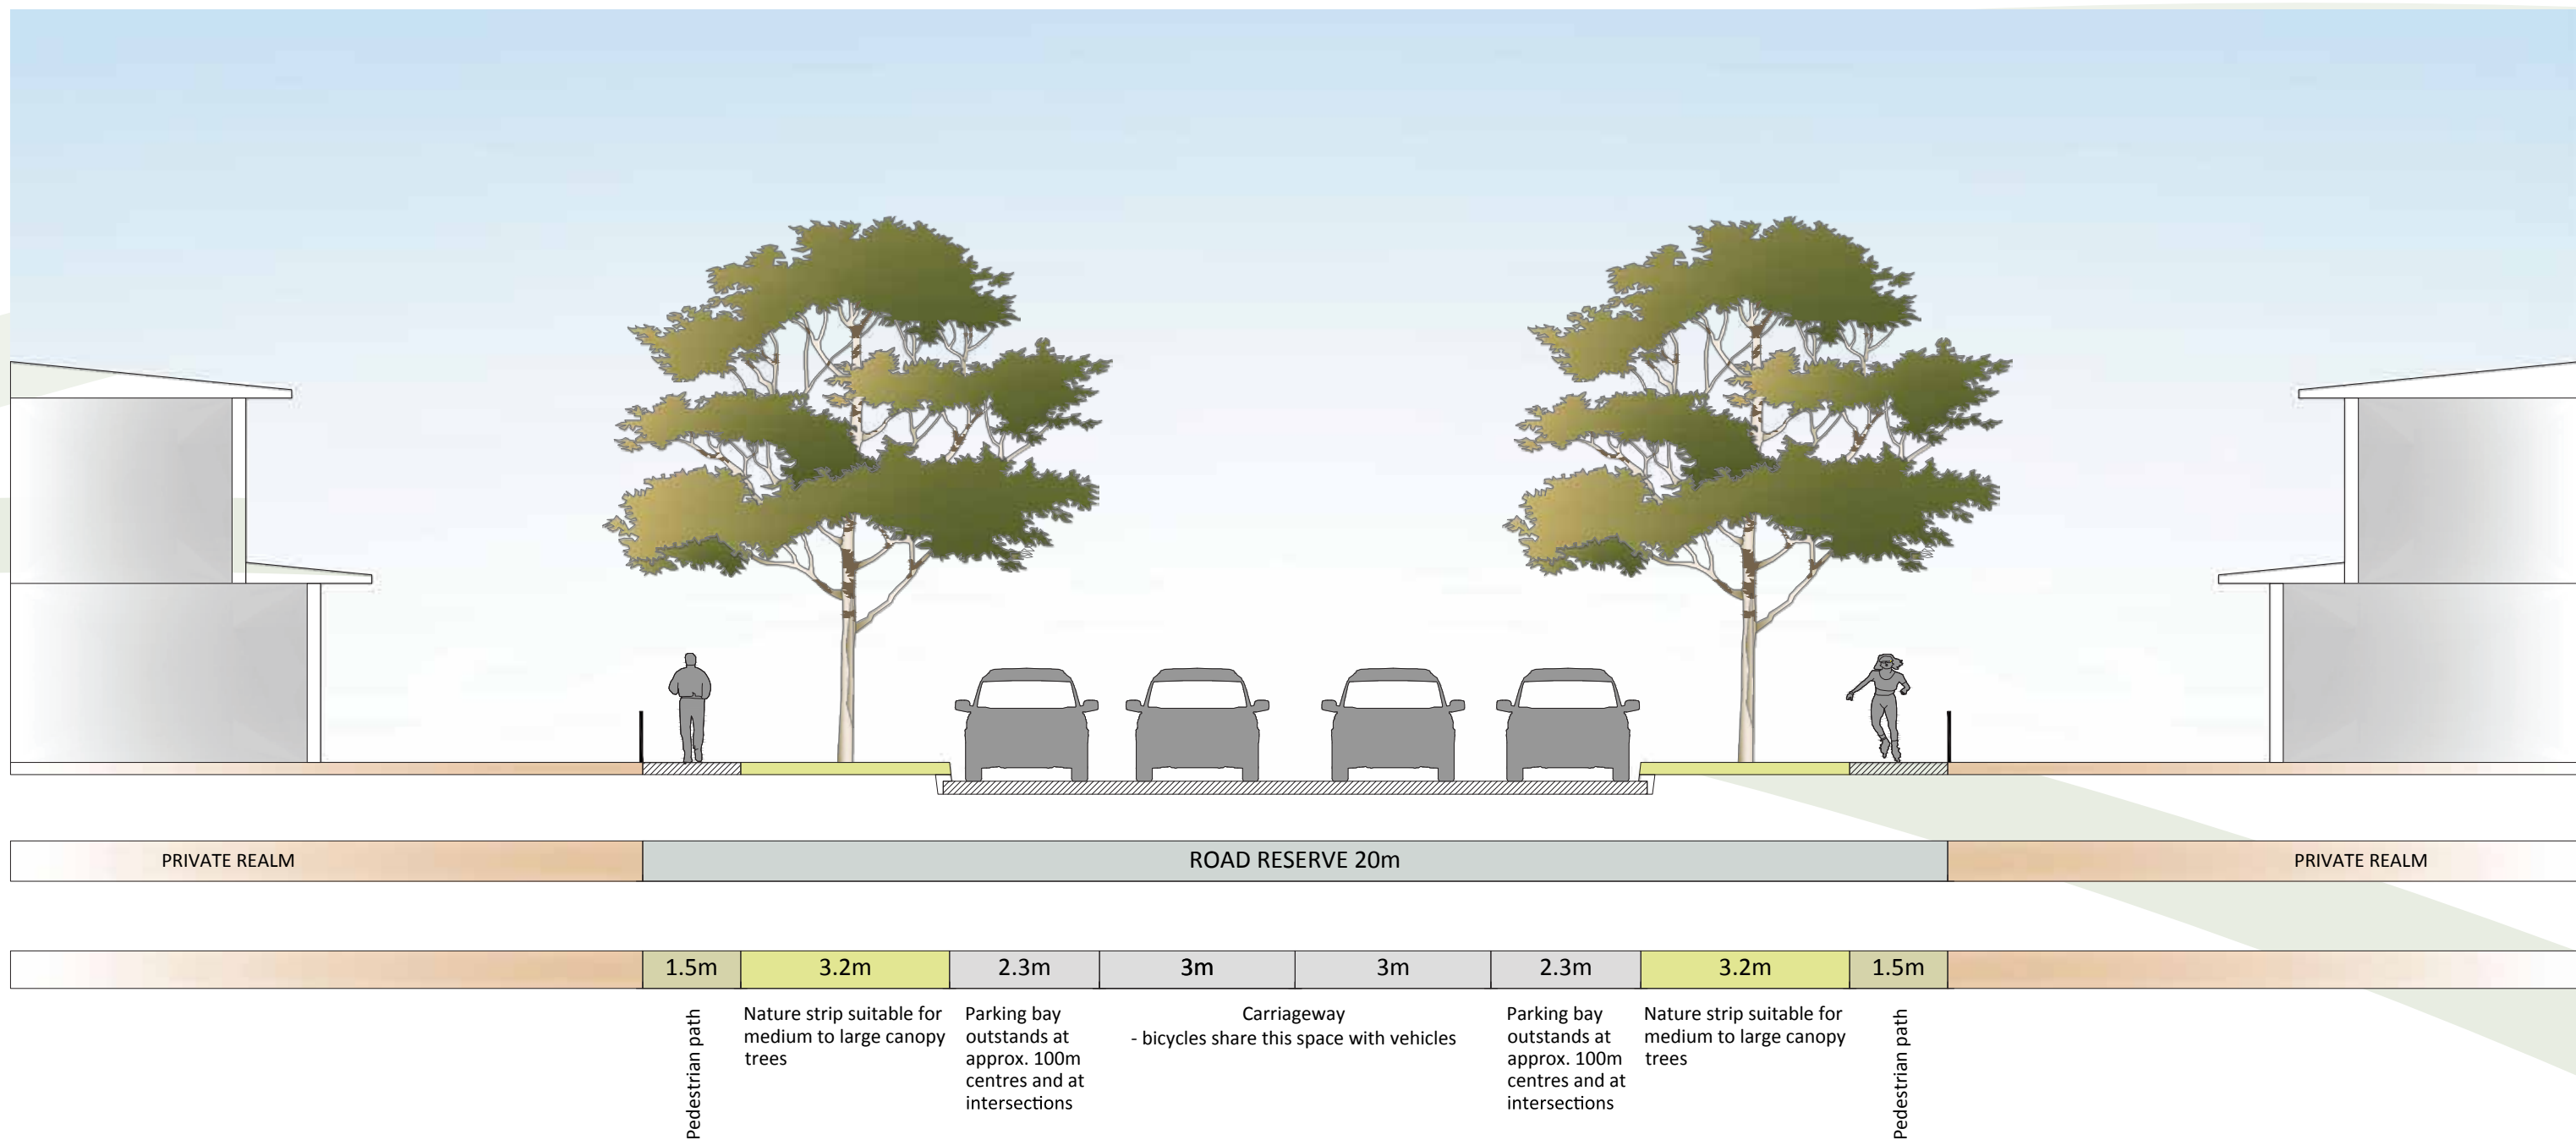 PRIVATE REALM
ROAD RESERVE 20m
PRIVATE REALM
1.5m
3.2m
2.3m
3m
3m
2.3m
3.2m
1.5m
Pedestrian path
Nature strip suitable for
medium to large canopy
trees
Parking bay
outstands at
approx. 100m
centres and at
intersections
Carriageway
- bicycles share this space with vehicles
Parking bay
outstands at
approx. 100m
centres and at
intersections
Nature strip suitable for
medium to large canopy
trees
Pedestrian path